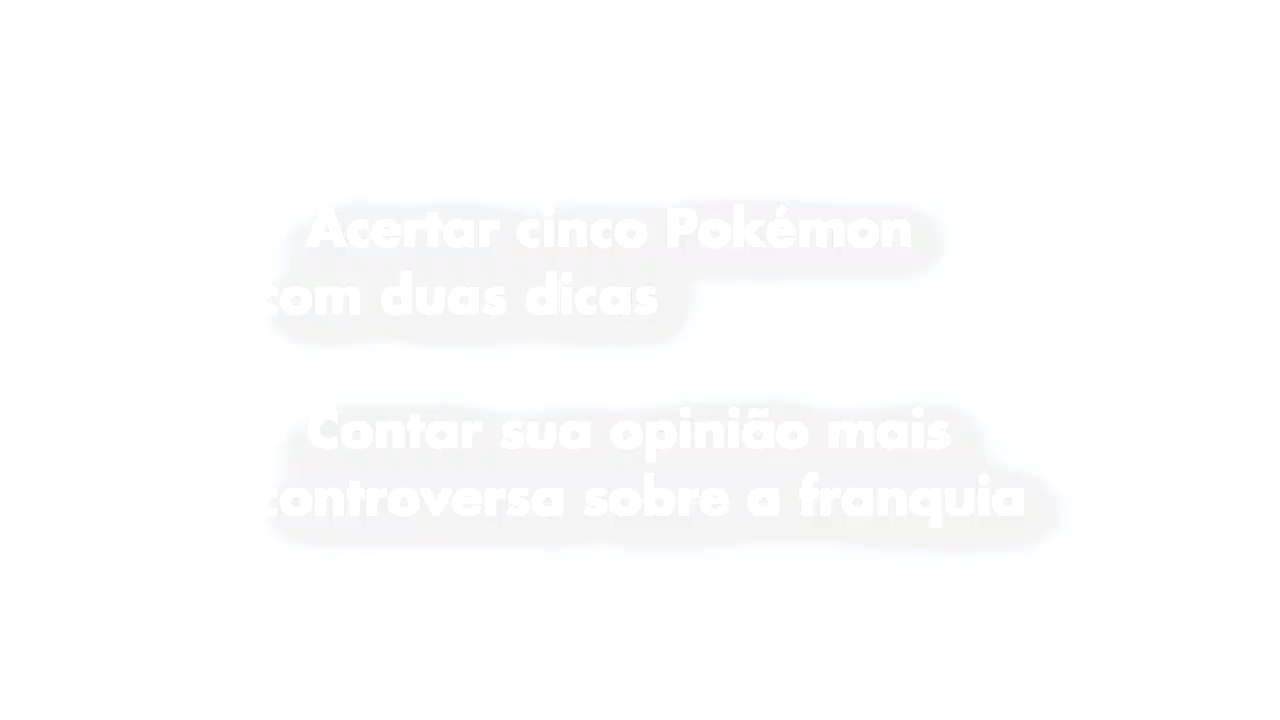 Acertar cinco Pokémon
com duas dicas
Contar sua opinião mais
controversa sobre a franquia